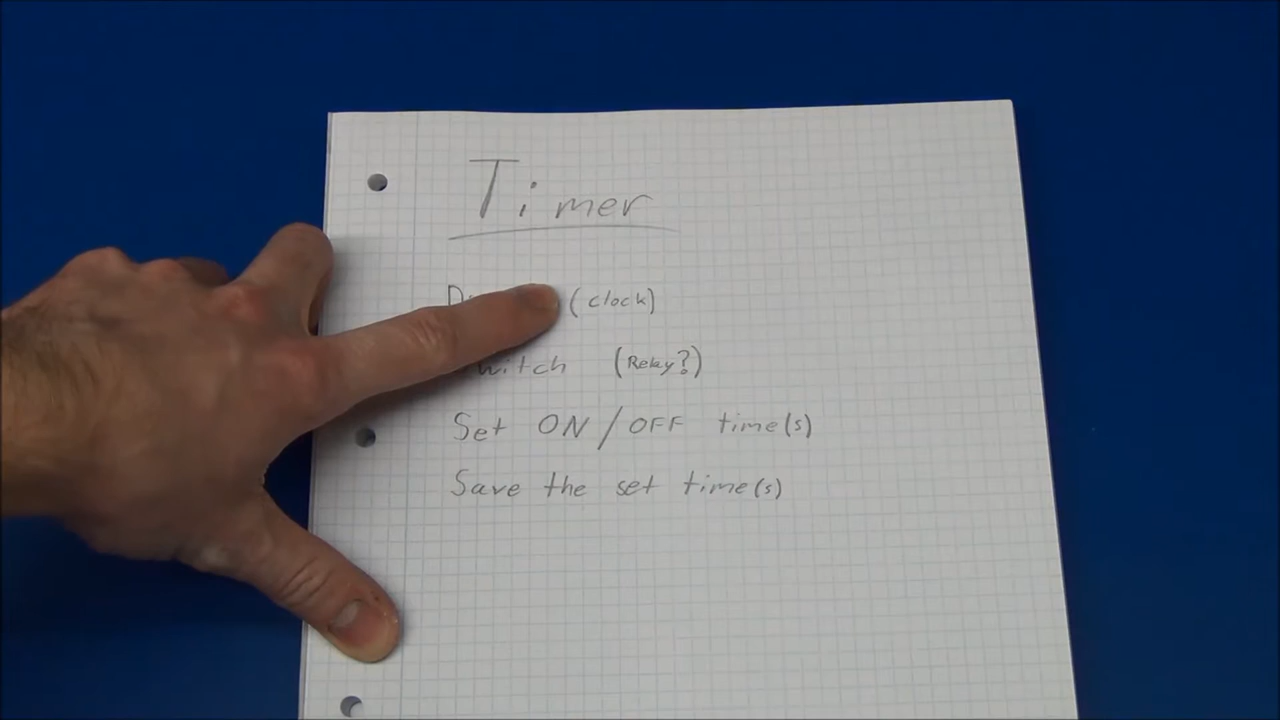 Timer
(clock)
(Relay?)
Set ON/OFF time(s)
Save the set time(s)